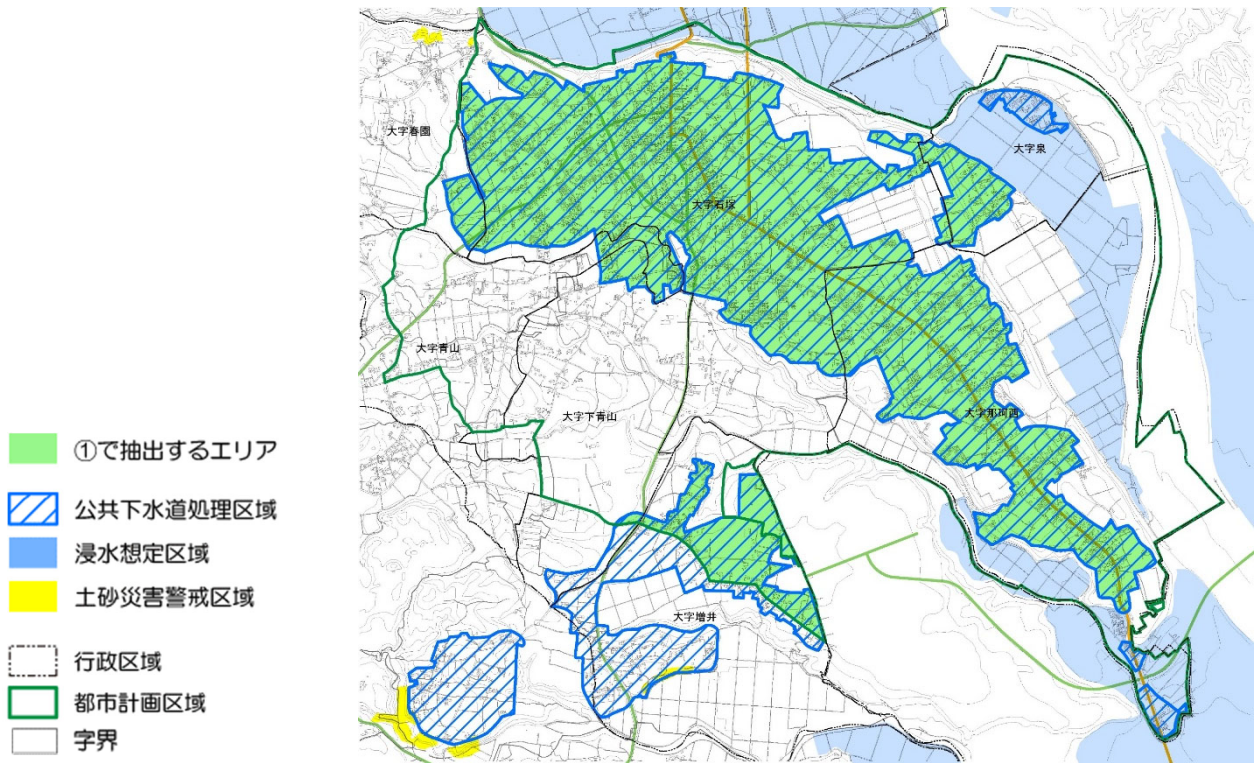 ①で抽出するエリア
公共下水道処理区域
浸水想定区域
土砂災害警戒区域
行政区域
都市計画区域
字界
大字春園
大字泉
大字石塚
大字青山
大字下青山
大字那珂西
大字増井